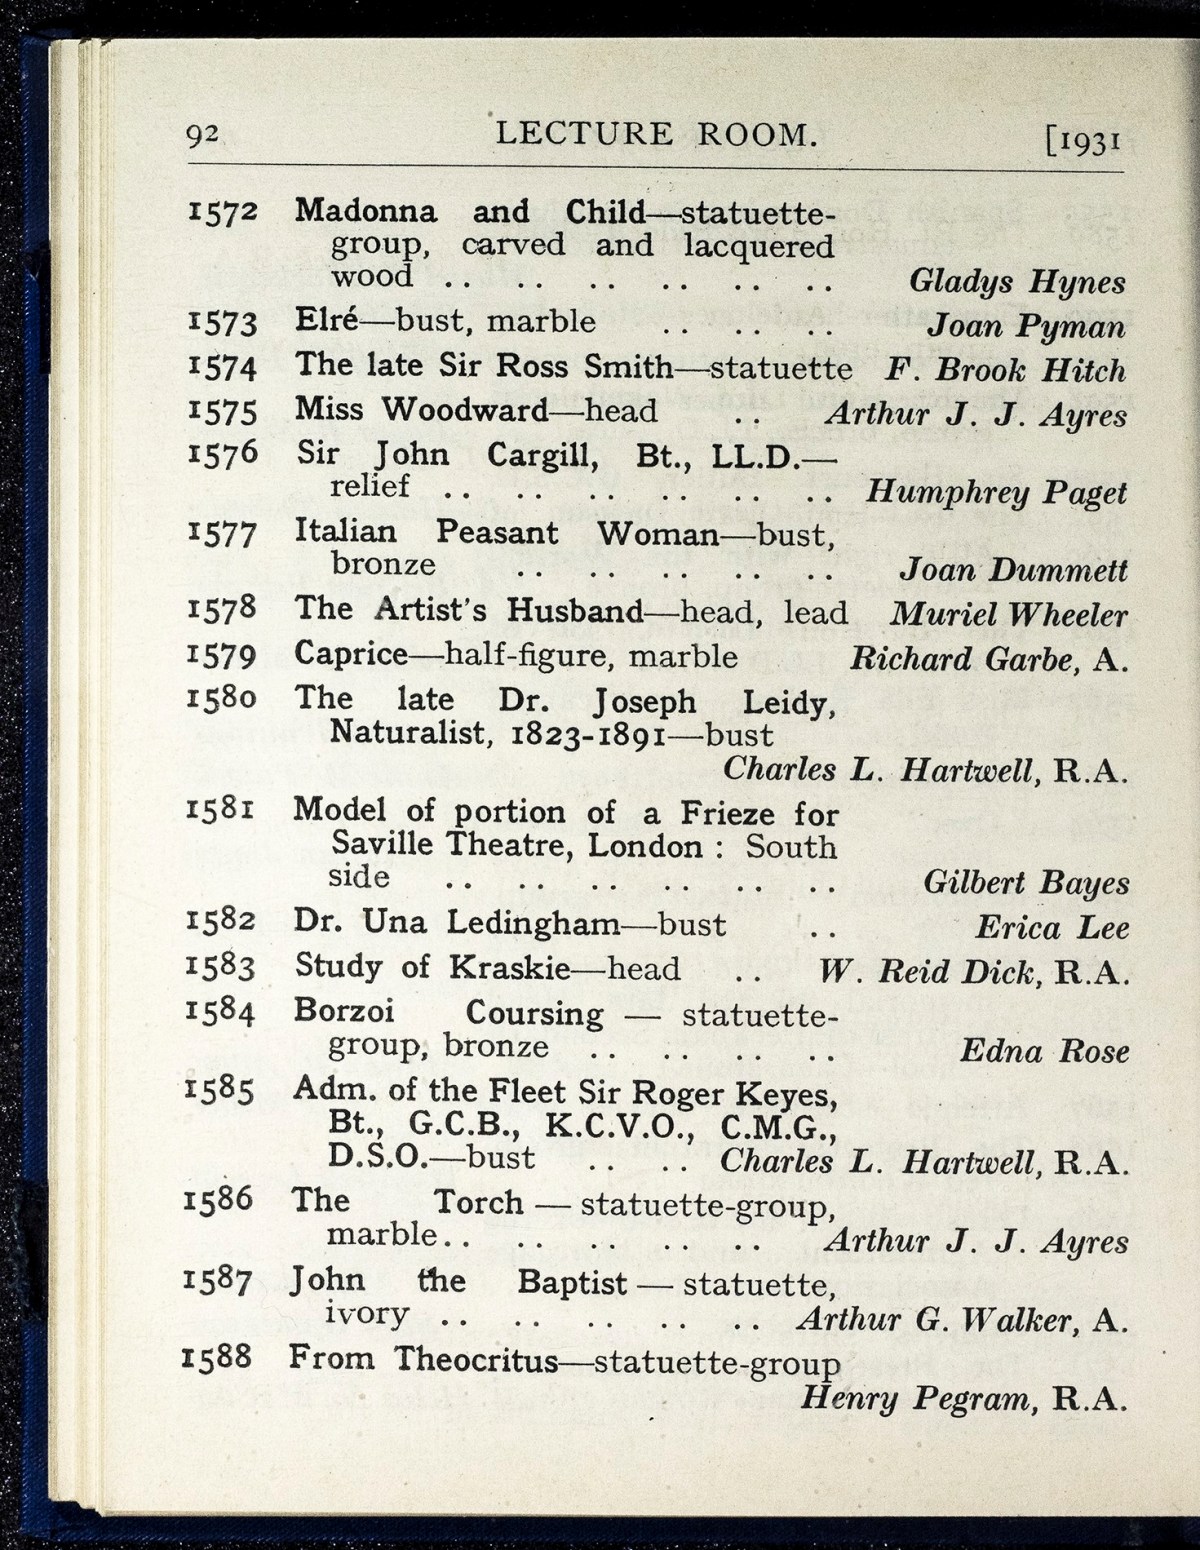 92 LECTURE ROOM. [1931
1572 Madonna and Child—statuette-
group, carved and lacquered
wood .. .. .. .. .. .. Gladys Hynes
1573 Elré—bust, marble .. .. .. Joan Pyman
1574 The late Sir Ross Smith—statuette F. Brook Hitch
1575 Miss Woodward—head .. Arthur J. J. Ayres
1576 Sir John Cargill, Bt., LL.D.—
relief .. .. .. .. .. .. Humphrey Paget
1577 Italian Peasant Woman—bust,
bronze .. .. .. .. .. Joan Dummett
1578 The Artist's Husband—head, lead Muriel Wheeler
1579 Caprice—half-figure, marble Richard Garbe, A.
1580 The late Dr. Joseph Leidy,
Naturalist, 1823-1891—bust
Charles L. Hartwell, R.A.
1581 Model of portion of a Frieze for
Saville Theatre, London : South
side .. .. .. .. .. .. Gilbert Bayes
1582 Dr. Una Ledingham—bust .. Erica Lee
1583 Study of Kraskie—head .. W. Reid Dick, R.A.
1584 Borzoi Coursing — statuette-
group, bronze .. .. .. .. Edna Rose
1585 Adm. of the Fleet Sir Roger Keyes,
Bt., G.C.B., K.C.V.O., C.M.G.,
D.S.O.—bust .. .. Charles L. Hartwell, R.A.
1586 The Torch — statuette-group,
marble .. .. .. .. .. Arthur J. J. Ayres
1587 John the Baptist — statuette,
ivory .. .. .. .. .. Arthur G. Walker, A.
1588 From Theocritus—statuette-group
Henry Pegram, R.A.